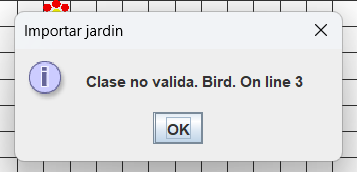 Importar jardin
Clase no valida. Bird. On line 3
OK